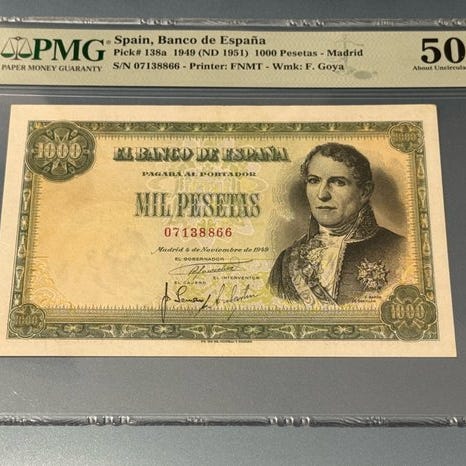 PMG
PAPER MONEY GUARANTY
Spain, Banco de España
Pick# 138a 1949 (ND 1951) 1000 Pesetas - Madrid
S/N 07138866 - Printer: FNMT - Wmk: F. Goya
50
About Uncircula
1000
EL BANCO DE ESPAÑA
PAGARA AL PORTADOR
MIL PESETAS
07138866
Madrid 4 de Noviembre de 1949
EL GOBERNADOR
EL INTERVENTOR
EL CAJERO
1000
1000